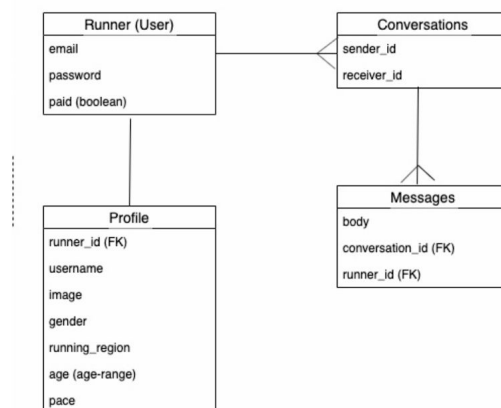 Runner (User)
email
password
paid (boolean)
Conversations
sender_id
receiver_id
Messages
body
conversation_id (FK)
runner_id (FK)
Profile
runner_id (FK)
username
image
gender
running_region
age (age-range)
pace